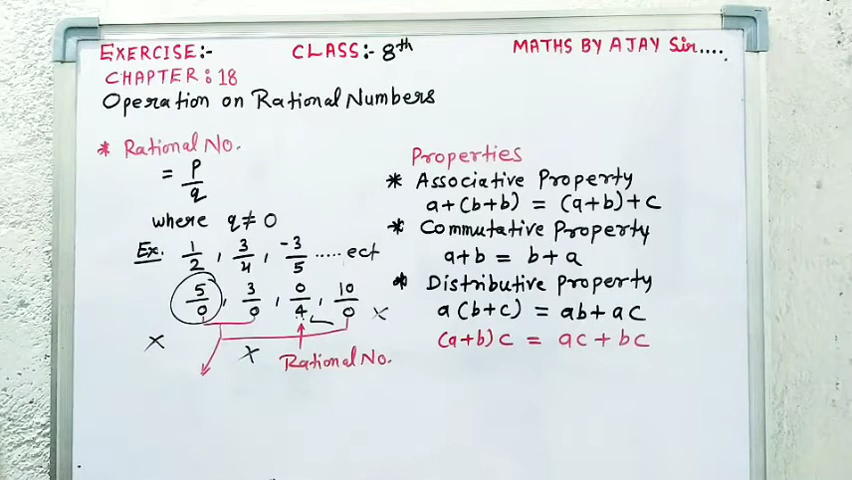 EXERCISE:-
CLASS:- 8th
MATHS BY AJAY Sir....
CHAPTER: 18
Operation on Rational Numbers
* Rational No.
= p/q
where q ≠ 0
Ex. 1/2, 3/4, -3/5 ..... ect
5/0, 3/0, 0/4, 10/0 ×
× × Rational No.
Properties
* Associative Property
a+(b+b) = (a+b)+c
* Commutative Property
a+b = b+a
* Distributive Property
a(b+c) = ab+ac
(a+b)c = ac+bc